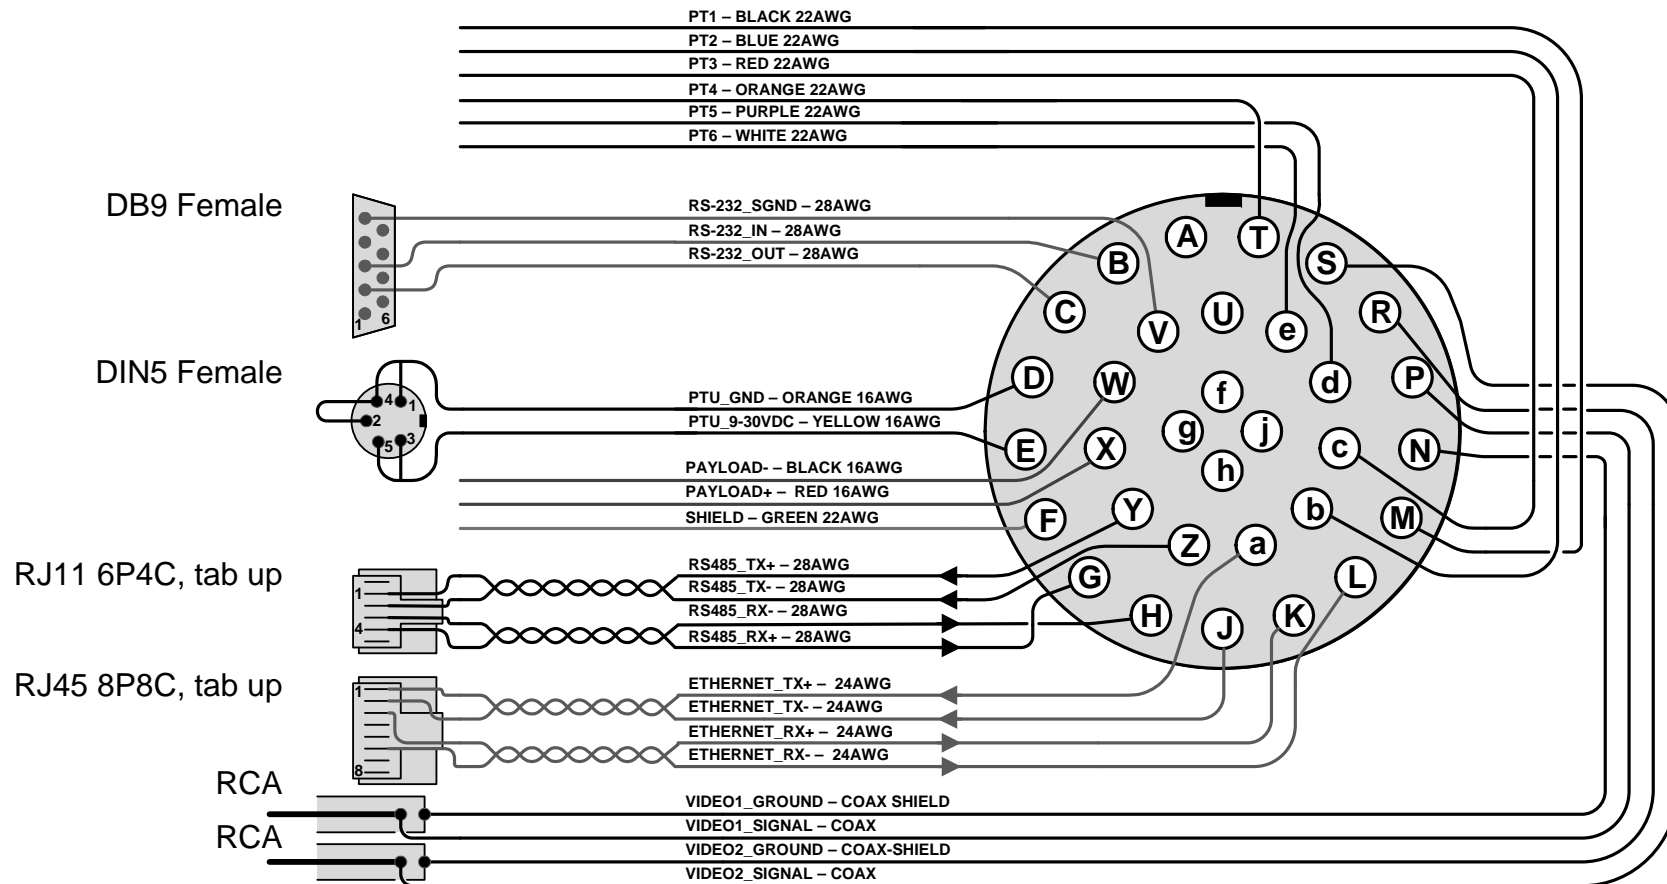 PT1 – BLACK 22AWG
PT2 – BLUE 22AWG
PT3 – RED 22AWG
PT4 – ORANGE 22AWG
PT5 – PURPLE 22AWG
PT6 – WHITE 22AWG
DB9 Female
1
6
RS-232_SGND – 28AWG
RS-232_IN – 28AWG
RS-232_OUT – 28AWG
DIN5 Female
4
1
2
5
3
PTU_GND – ORANGE 16AWG
PTU_9-30VDC – YELLOW 16AWG
PAYLOAD- – BLACK 16AWG
PAYLOAD+ – RED 16AWG
SHIELD – GREEN 22AWG
RJ11 6P4C, tab up
1
4
RS485_TX+ – 28AWG
RS485_TX- – 28AWG
RS485_RX- – 28AWG
RS485_RX+ – 28AWG
RJ45 8P8C, tab up
1
8
ETHERNET_TX+ – 24AWG
ETHERNET_TX- – 24AWG
ETHERNET_RX+ – 24AWG
ETHERNET_RX- – 24AWG
RCA
RCA
VIDEO1_GROUND – COAX SHIELD
VIDEO1_SIGNAL – COAX
VIDEO2_GROUND – COAX-SHIELD
VIDEO2_SIGNAL – COAX
A
T
B
S
C
V
U
e
R
D
W
f
d
P
g
j
E
X
h
c
N
F
Y
b
M
Z
a
G
L
H
J
K